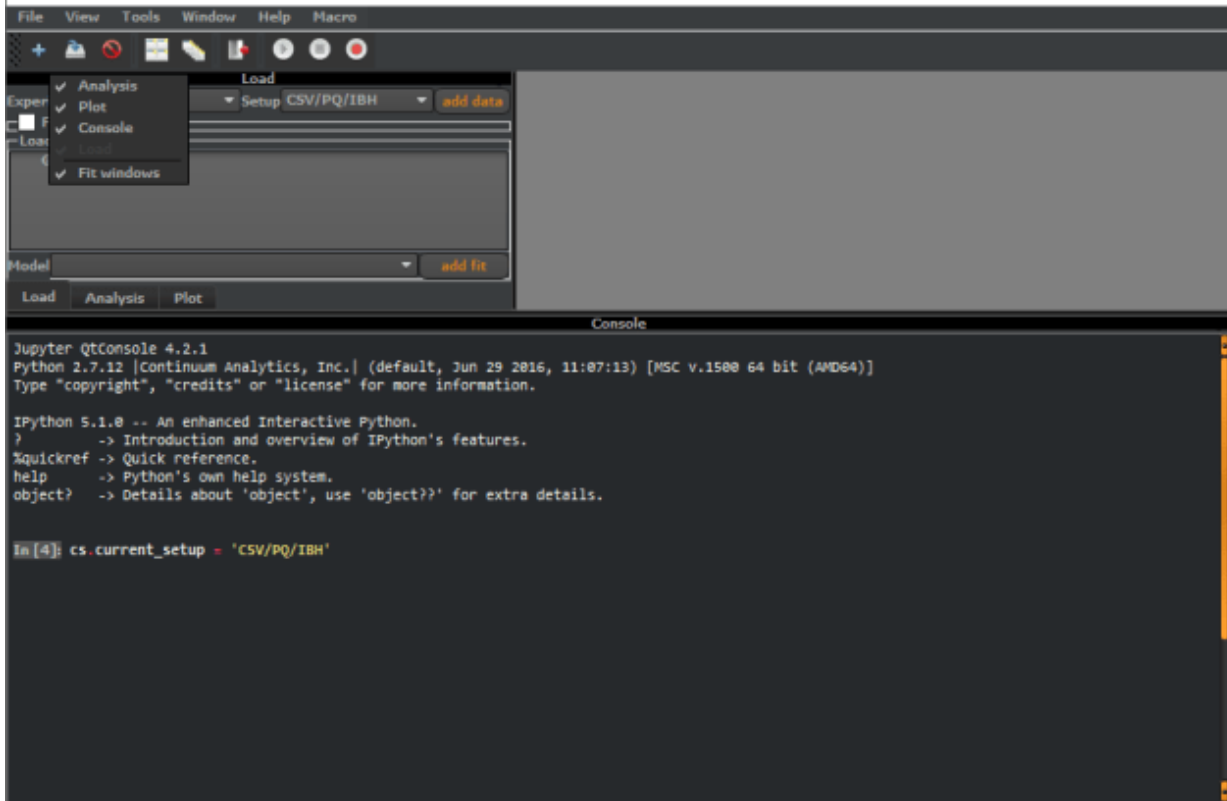 File View Tools Window Help Macro
Load
Analysis
Plot
Console
Load
Fit windows
Exper
Setup CSV/PQ/IBH add data
Load
Model add fit
Load Analysis Plot
Console
Jupyter QtConsole 4.2.1
Python 2.7.12 |Continuum Analytics, Inc.| (default, Jun 29 2016, 11:07:13) [MSC v.1500 64 bit (AMD64)]
Type "copyright", "credits" or "license" for more information.
IPython 5.1.0 -- An enhanced Interactive Python.
? -> Introduction and overview of IPython's features.
%quickref -> Quick reference.
help -> Python's own help system.
object? -> Details about 'object', use 'object??' for extra details.
In [4]: cs.current_setup = 'CSV/PQ/IBH'